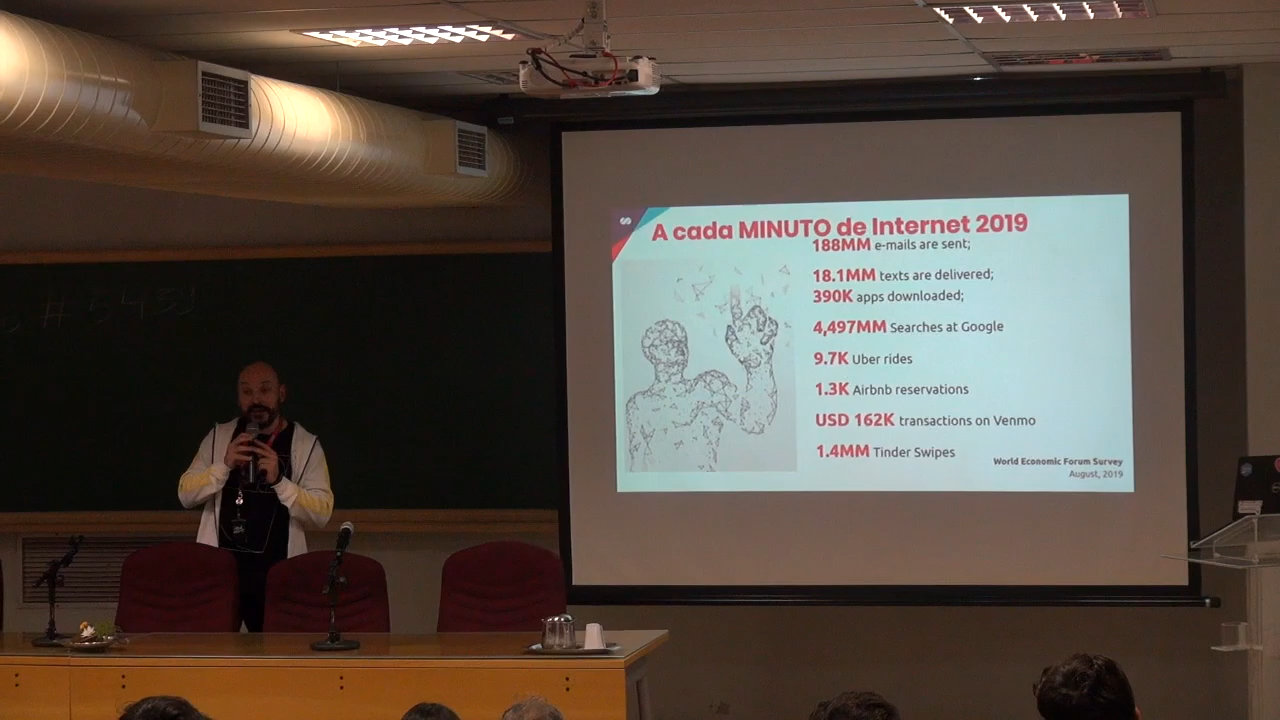 A cada MINUTO de Internet 2019
188MM e-mails are sent;
18.1MM texts are delivered;
390K apps downloaded;
4,497MM Searches at Google
9.7K Uber rides
1.3K Airbnb reservations
USD 162K transactions on Venmo
1.4MM Tinder Swipes
World Economic Forum Survey
August, 2019